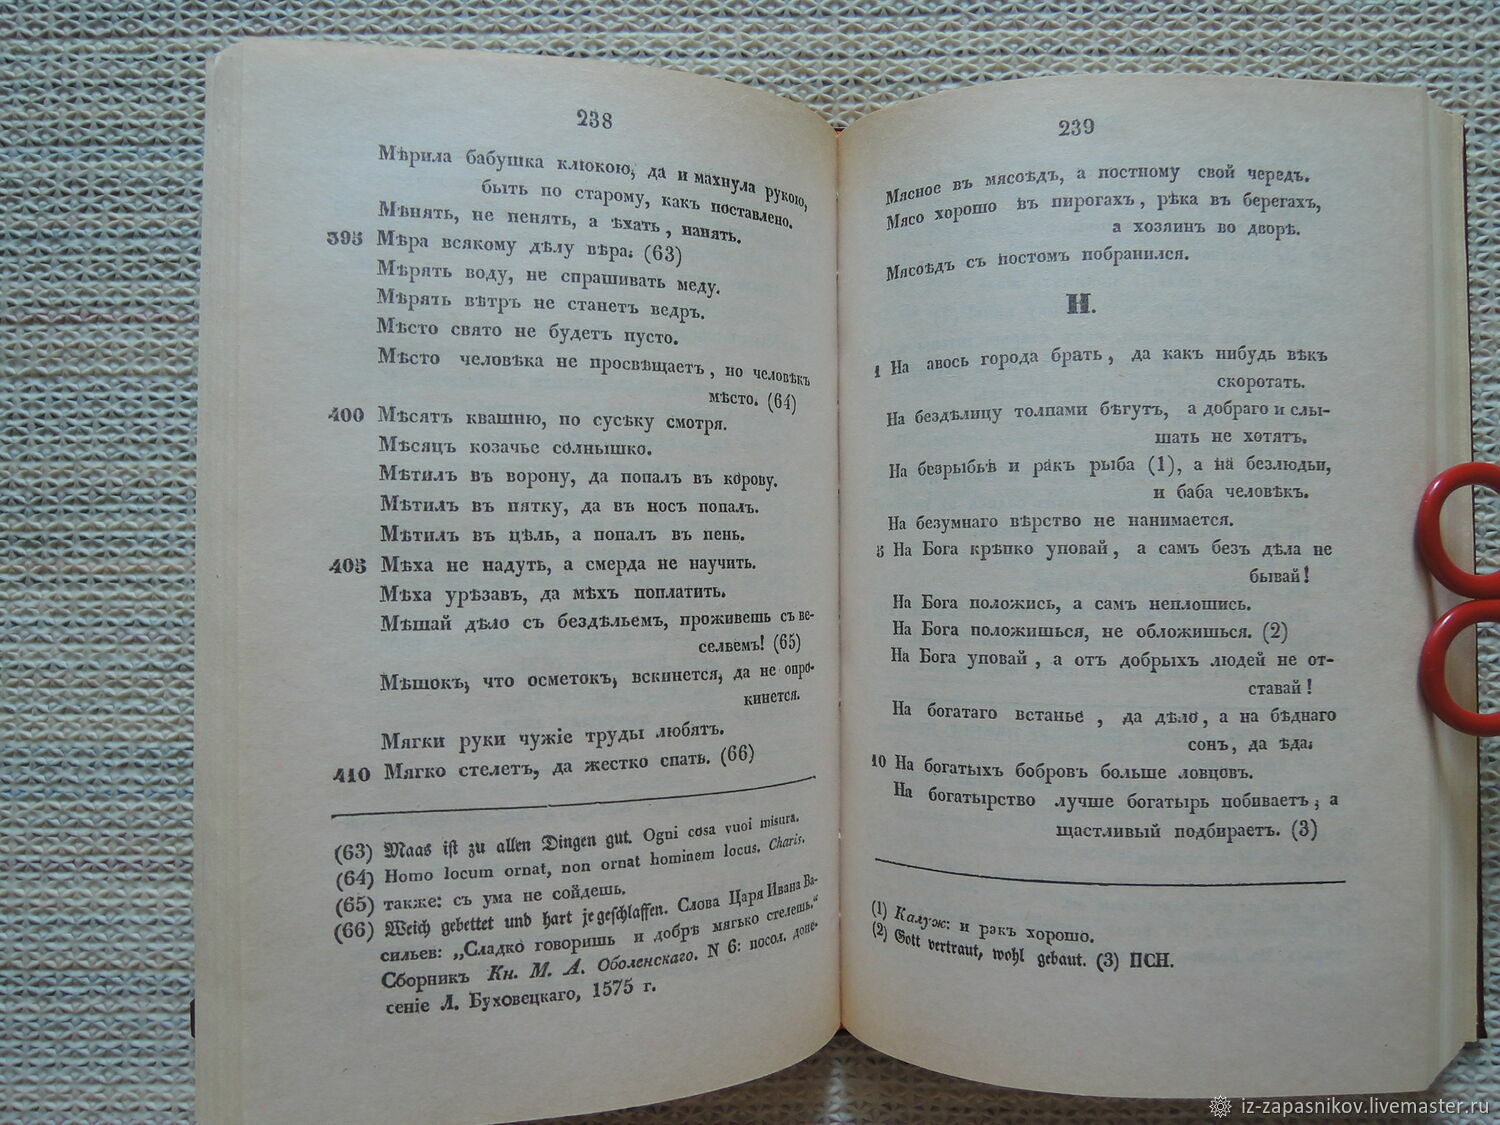 238
Мѣрила бабушка клюкою, да и махнула рукою,
быть по старому, какъ поставлено.
Мѣнять, не пенять, а ѣхать, нанять.
395 Мѣра всякому дѣлу вѣра. (63)
Мѣрять воду, не спрашивать меду.
Мѣрять вѣтръ не станетъ ведръ.
Мѣсто свято не будетъ пусто.
Мѣсто человѣка не просвѣщаетъ, но человѣкъ
мѣсто. (64)
400 Мѣсятъ квашню, по сусѣку смотря.
Мѣсяцъ козачье солнышко.
Мѣтилъ въ ворону, да попалъ въ корову.
Мѣтилъ въ пятку, да въ носъ попалъ.
Мѣтилъ въ цѣль, а попалъ въ пень.
405 Мѣха не надуть, а смерда не научить.
Мѣха урѣзавъ, да мѣхъ поплатить.
Мѣшай дѣло съ бездѣльемъ, проживешь съ ве-
сельемъ! (65)
Мѣшокъ, что осметокъ, вскинется, да не опро-
кинется.
Мягки руки чужіе труды любятъ.
410 Мягко стелетъ, да жестко спать. (66)
(63) Maas ist zu allen Dingen gut. Ogni cosa vuoi misura.
(64) Homo locum ornat, non ornat hominem locus. Charis.
(65) также: съ ума не сойдешь.
(66) Weich gebettet und hart je geschlaffen. Слова Царя Ивана Ва-
сильев: „Сладко говоришь и добрѣ мягько стелешь.“
Сборникъ Кн. М. А. Оболенскаго. N 6: посол. доне-
сеніе Л. Буховецкаго, 1575 г.
239
Мясное въ мясоѣдъ, а постному свой чередъ.
Мясо хорошо въ пирогахъ, рѣка въ берегахъ,
а хозяинъ во дворѣ.
Мясоѣдъ съ постомъ побранился.
Н.
1 На авось города брать, да какъ нибудь вѣкъ
скоротать.
На бездѣлицу толпами бѣгутъ, а добраго и слы-
шать не хотятъ.
На безрыбьѣ и ракъ рыба (1), а на безлюдьи,
и баба человѣкъ.
На безумнаго вѣрство не нанимается.
5 На Бога крѣпко уповай, а самъ безъ дѣла не
бывай!
На Бога положись, а самъ неплошись.
На Бога положишься, не обложишься. (2)
На Бога уповай, а отъ добрыхъ людей не от-
ставай!
На богатаго встанье, да дѣло, а на бѣднаго
сонъ, да ѣда.
10 На богатыхъ бобровъ больше ловцовъ.
На богатырство лучше богатырь побиваетъ, а
щастливый подбираетъ. (3)
(1) Калуж: и рэкъ хорошо.
(2) Gott vertraut, wohl gebaut. (3) ПСН.
iz-zapasnikov.livemaster.ru